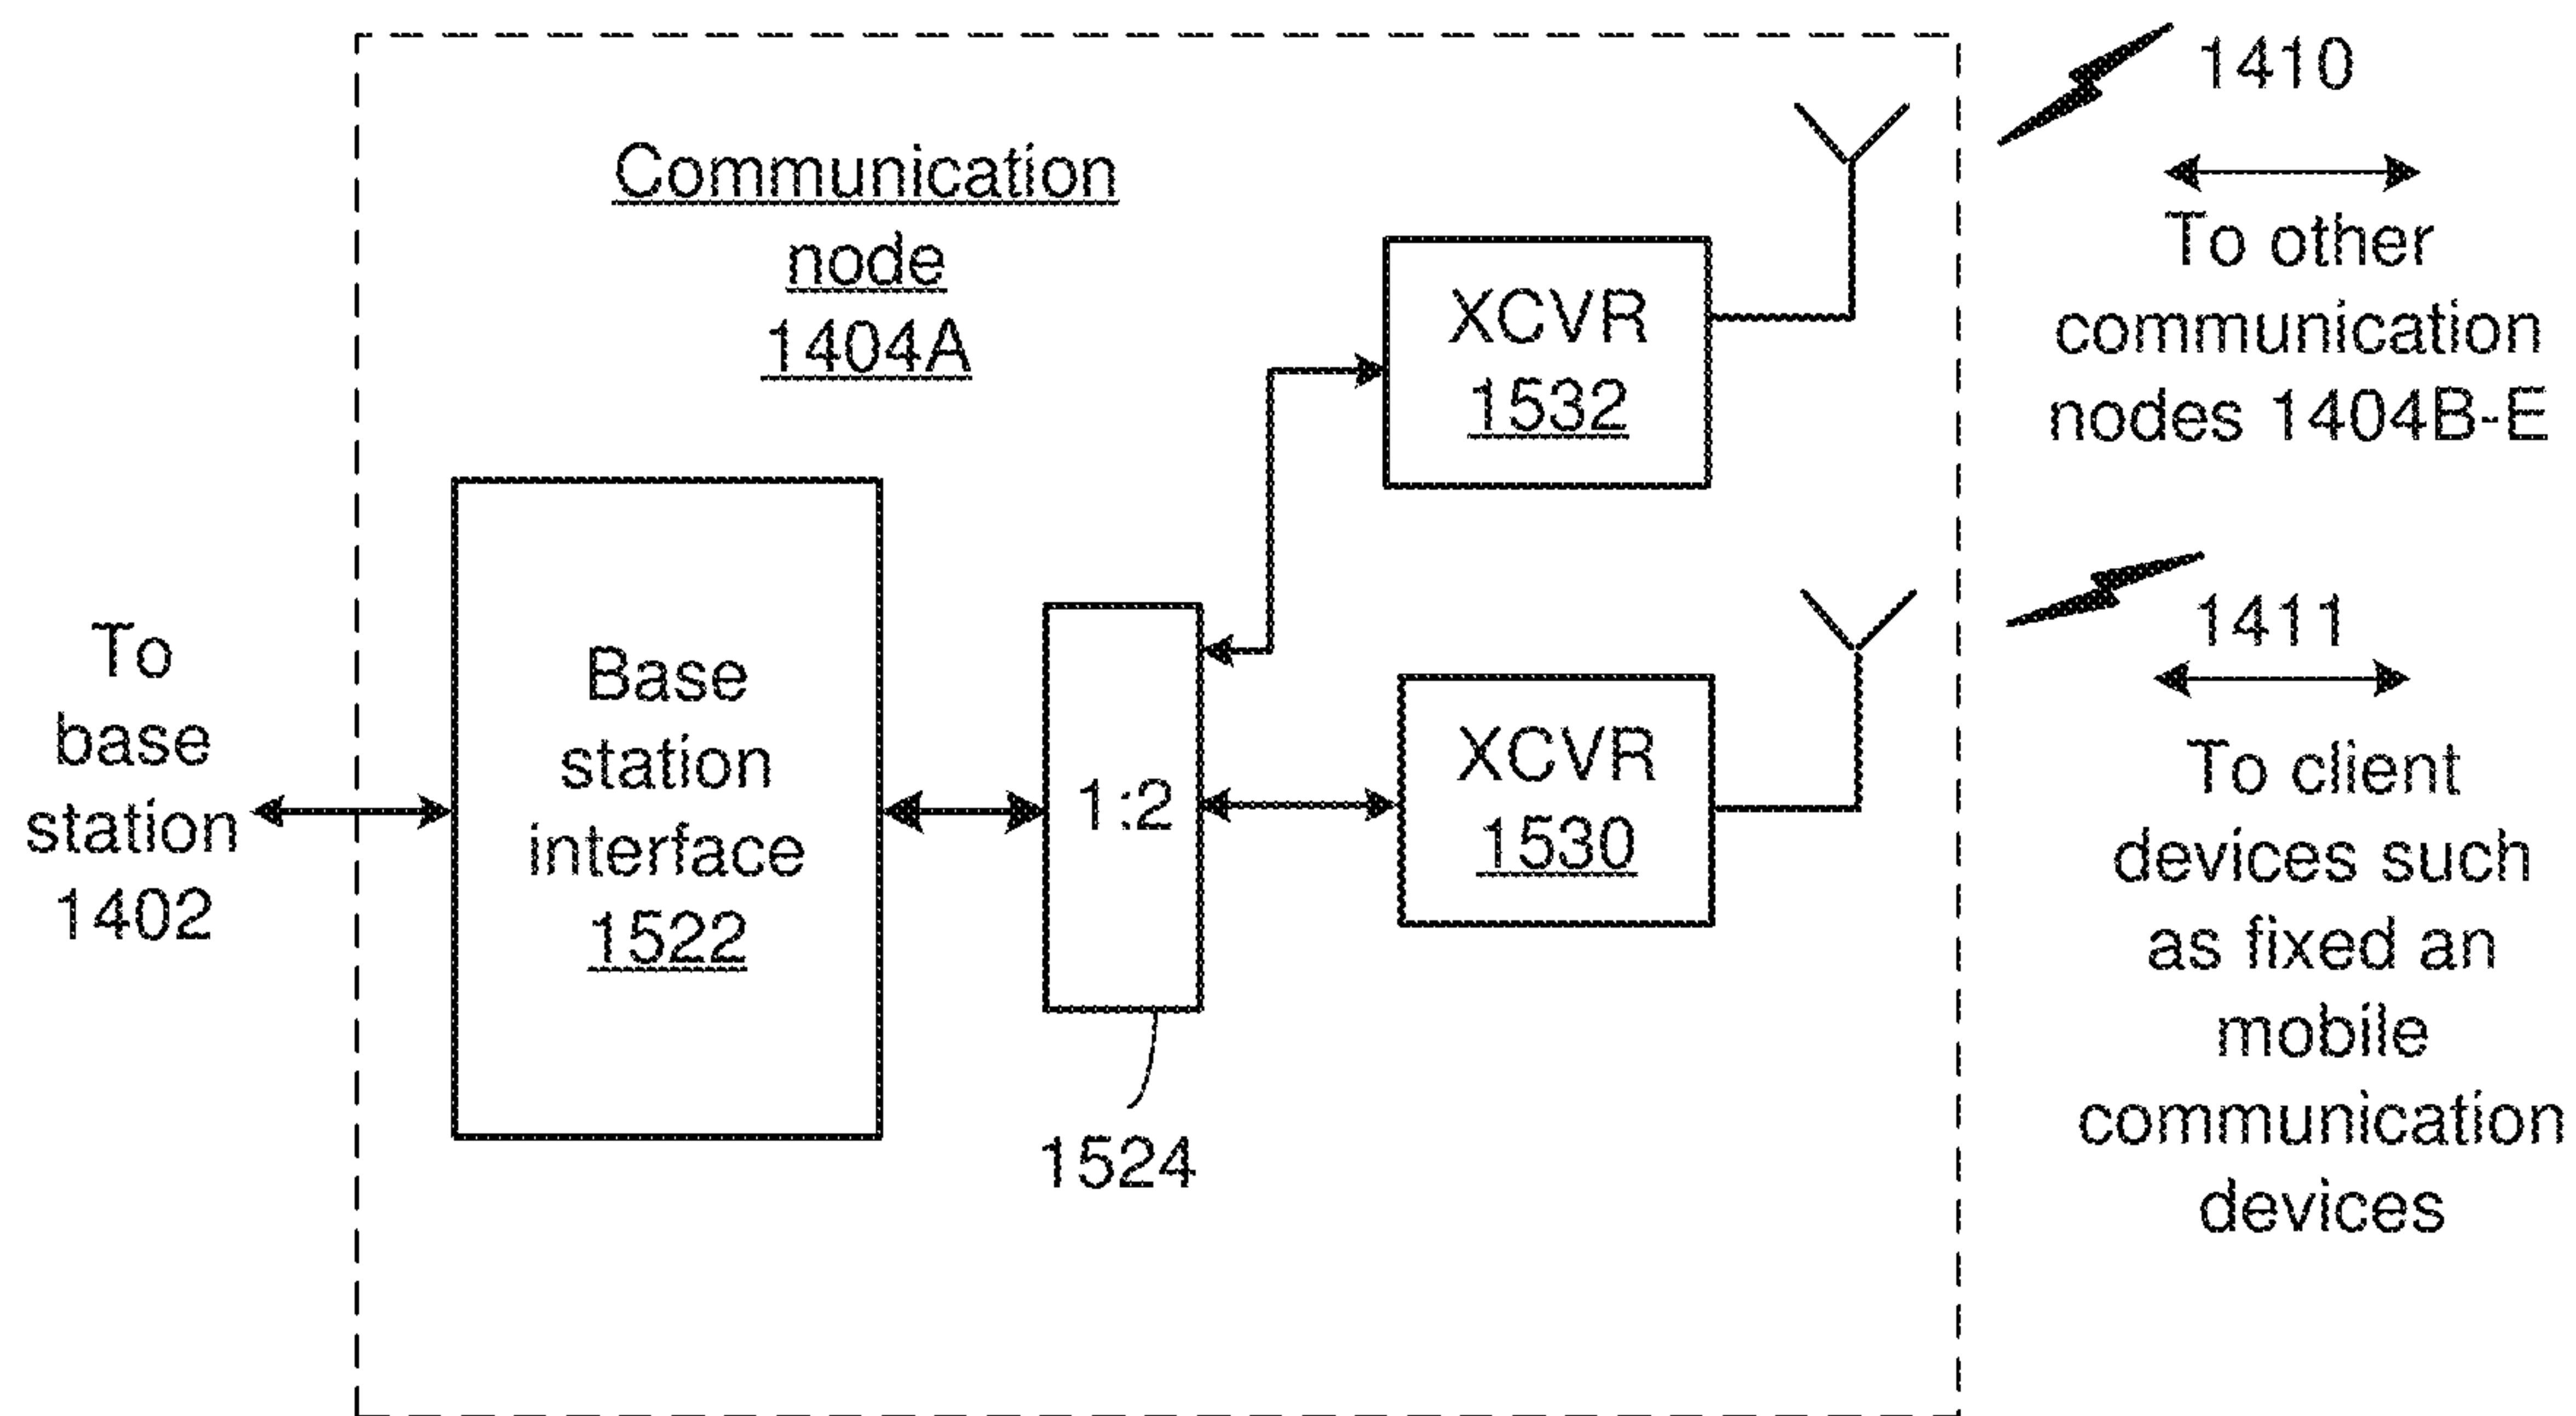 Communication
node
1404A
To
base
station
1402
Base
station
interface
1522
1:2
1524
XCVR
1532
XCVR
1530
1410
To other
communication
nodes 1404B-E
1411
To client
devices such
as fixed an
mobile
communication
devices